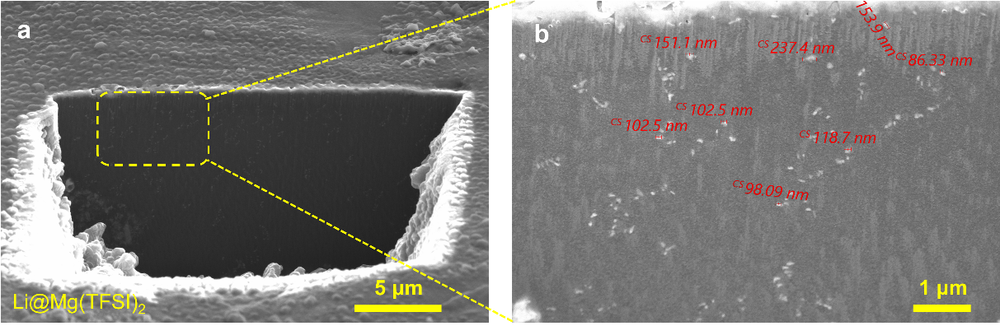 a
Li@Mg(TFSI)₂
5 µm
b
CS 151.1 nm
CS 237.4 nm
153.9 nm
CS 86.33 nm
CS 102.5 nm
CS 102.5 nm
CS 118.7 nm
CS 98.09 nm
1 µm